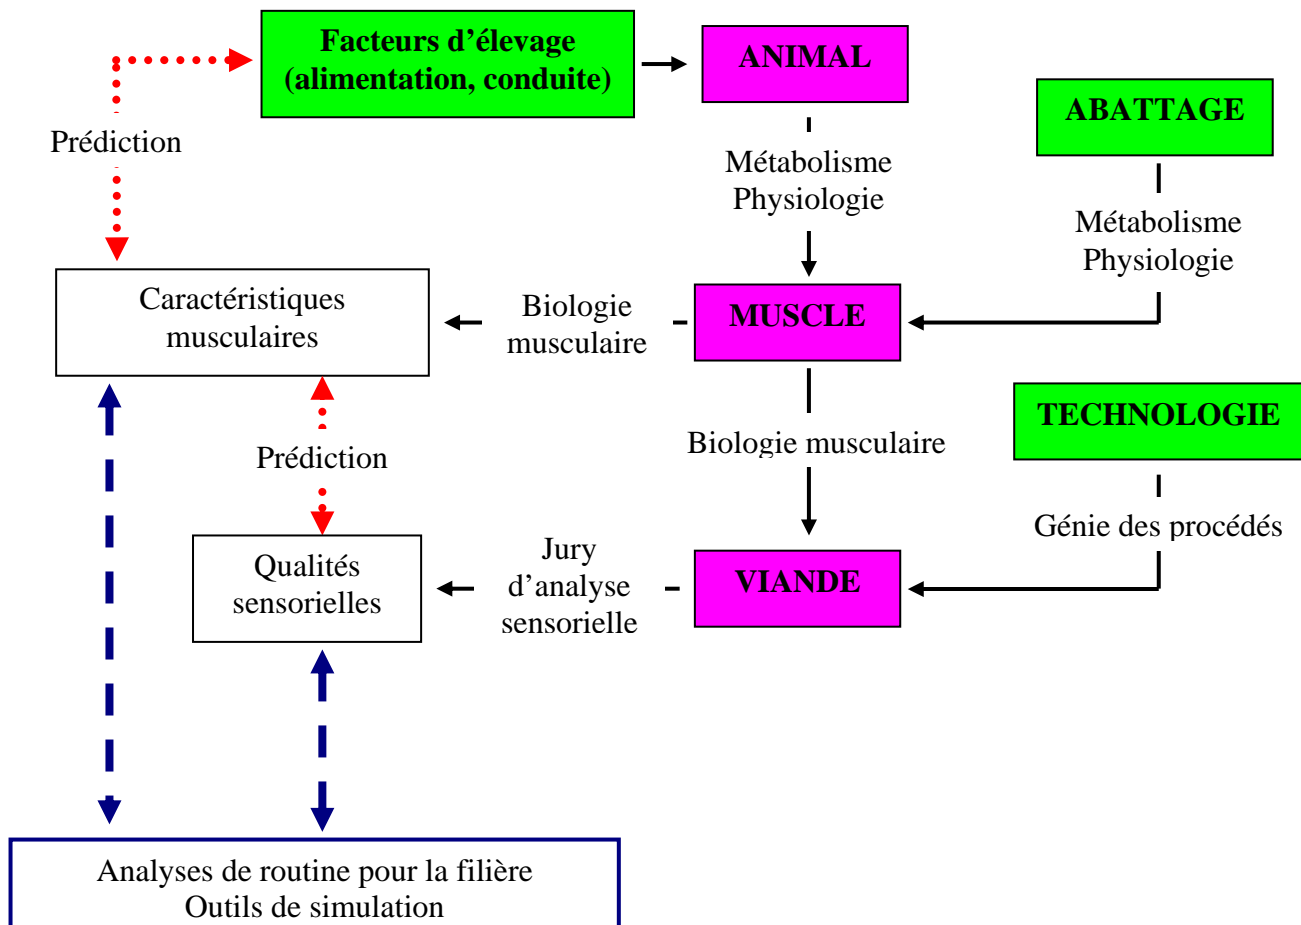 Facteurs d’élevage
(alimentation, conduite)
ANIMAL
ABATTAGE
Prédiction
Métabolisme
Physiologie
Métabolisme
Physiologie
Caractéristiques
musculaires
Biologie
musculaire
MUSCLE
TECHNOLOGIE
Prédiction
Biologie musculaire
Génie des procédés
Qualités
sensorielles
Jury
d’analyse
sensorielle
VIANDE
Analyses de routine pour la filière
Outils de simulation